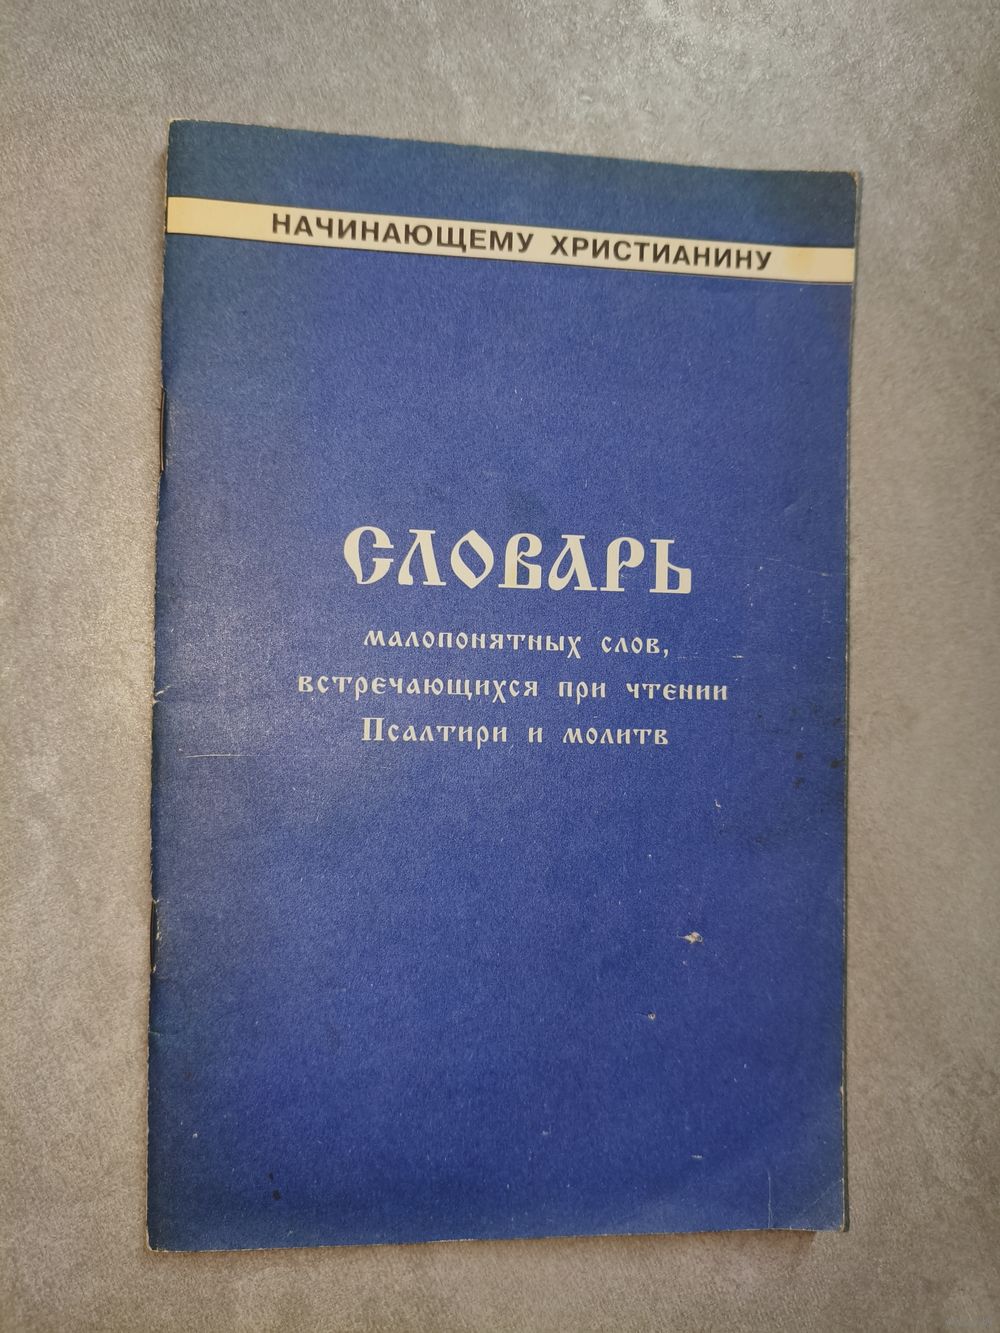 НАЧИНАЮЩЕМУ ХРИСТИАНИНУ
СЛОВАРЬ
малопонятных слов,
встречающихся при чтении
Псалтири и молитв